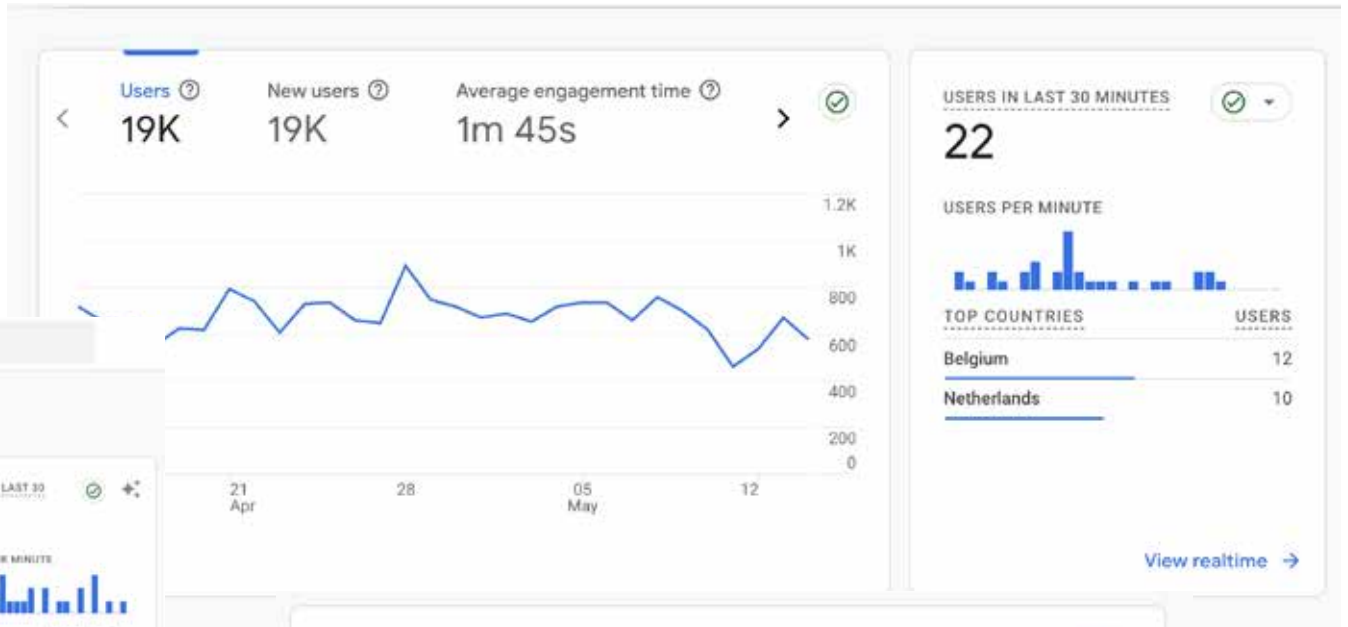 Users
New users
Average engagement time
19K
19K
1m 45s
1.2K
1K
800
600
400
200
0
21
Apr
28
05
May
12
USERS IN LAST 30 MINUTES
22
USERS PER MINUTE
TOP COUNTRIES USERS
Belgium 12
Netherlands 10
View realtime
LAST 30
R MINUTE